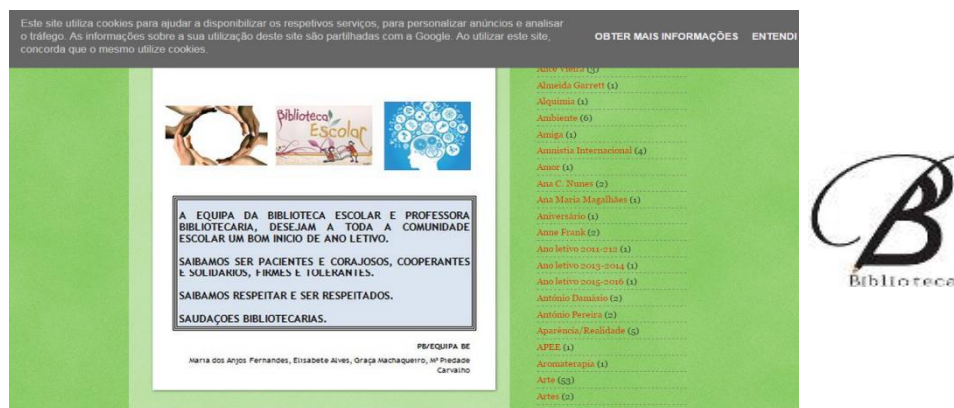 Este site utiliza cookies para ajudar a disponibilizar os respetivos serviços, para personalizar anúncios e analisar
o tráfego. As informações sobre a sua utilização deste site são partilhadas com a Google. Ao utilizar este site,
concorda que o mesmo utilize cookies.
OBTER MAIS INFORMAÇÕES ENTENDI
Biblioteca
Escolar
A EQUIPA DA BIBLIOTECA ESCOLAR E PROFESSORA
BIBLIOTECARIA, DESEJAM A TODA A COMUNIDADE
ESCOLAR UM BOM INICIO DE ANO LETIVO.
SAIBAMOS SER PACIENTES E CORAJOSOS, COOPERANTES
E SOLIDARIOS, FIRMES E TOLERANTES.
SAIBAMOS RESPEITAR E SER RESPEITADOS.
SAUDAÇOES BIBLIOTECARIAS.
PB/EQUIPA BE
Maria dos Anjos Fernandes, Elisabete Alves, Graça Machaqueiro, Mª Piedade
Carvalho
Alice Vieira (3)
Almeida Garrett (1)
Alquimia (1)
Ambiente (6)
Amiga (1)
Amnistia Internacional (4)
Amor (1)
Ana C. Nunes (2)
Ana Maria Magalhães (1)
Aniversário (1)
Anne Frank (2)
Ano letivo 2011-212 (1)
Ano letivo 2013-2014 (1)
Ano letivo 2015-2016 (1)
António Damásio (2)
António Pereira (2)
Aparência/Realidade (5)
APEE (1)
Aromaterapia (1)
Arte (53)
Artes (2)
B
Biblioteca